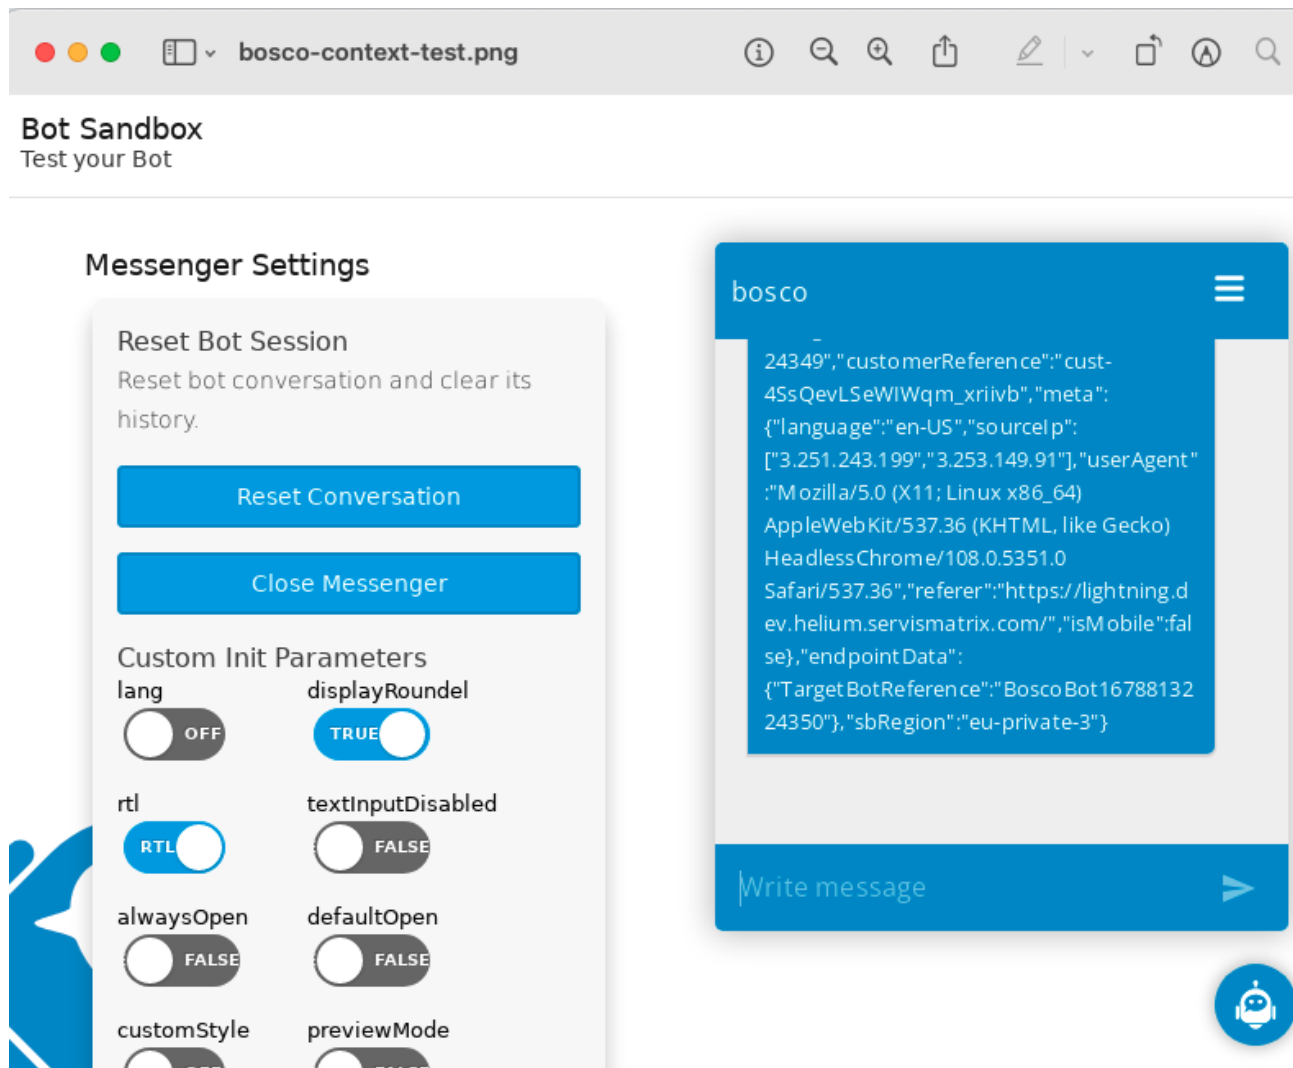 bosco-context-test.png
Bot Sandbox
Test your Bot
Messenger Settings
Reset Bot Session
Reset bot conversation and clear its
history.
Reset Conversation
Close Messenger
Custom Init Parameters
lang displayRoundel
OFF TRUE
rtl textInputDisabled
RTL FALSE
alwaysOpen defaultOpen
FALSE FALSE
customStyle previewMode
bosco
24349","customerReference":"cust-
4SsQevLSeWIWqm_xriivb","meta":
{"language":"en-US","sourceIp":
["3.251.243.199","3.253.149.91"],"userAgent"
:"Mozilla/5.0 (X11; Linux x86_64)
AppleWebKit/537.36 (KHTML, like Gecko)
HeadlessChrome/108.0.5351.0
Safari/537.36","referer":"https://lightning.d
ev.helium.servismatrix.com/","isMobile":fal
se},"endpointData":
{"TargetBotReference":"BoscoBot16788132
24350"},"sbRegion":"eu-private-3"}
Write message